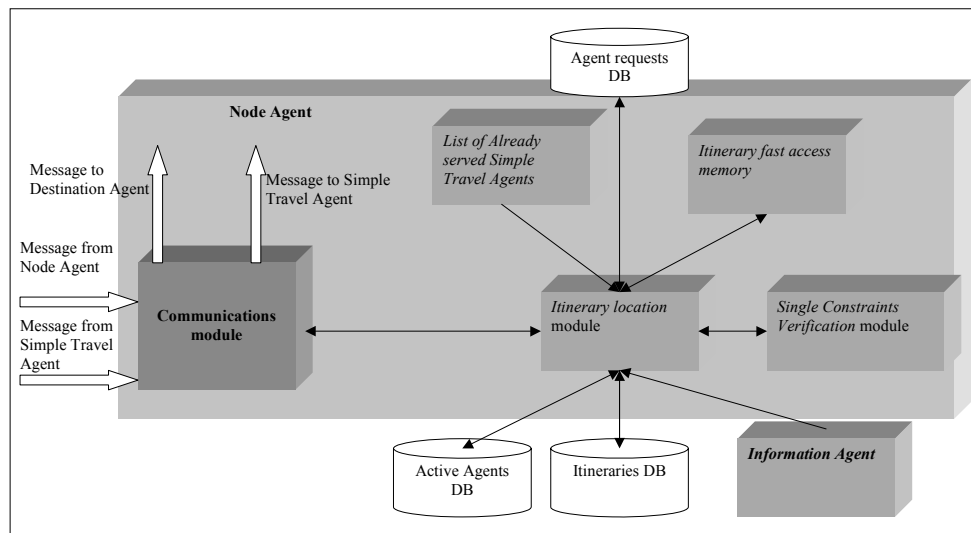 Agent requests
DB
Node Agent
List of Already
served Simple
Travel Agents
Itinerary fast access
memory
Message to
Destination Agent
Message to Simple
Travel Agent
Message from
Node Agent
Communications
module
Message from
Simple Travel
Agent
Itinerary location
module
Single Constraints
Verification module
Active Agents
DB
Itineraries DB
Information Agent